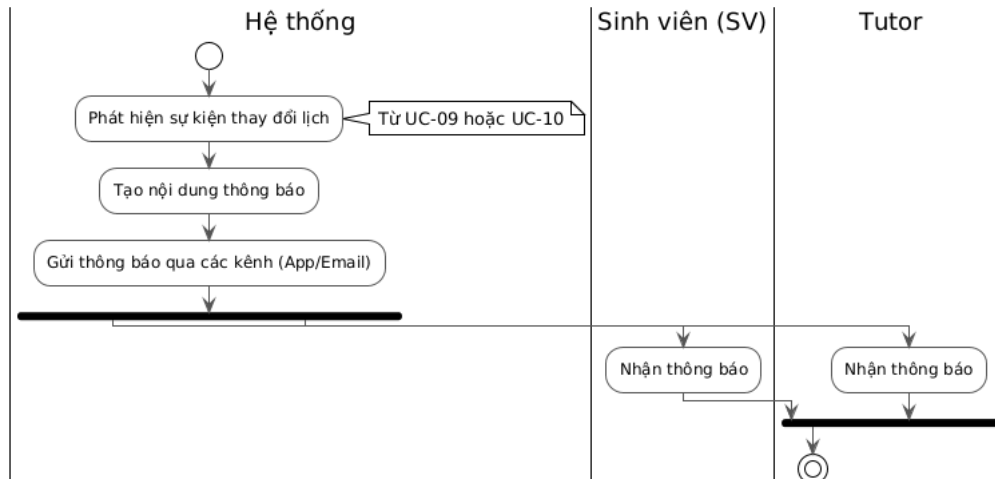 Hệ thống
Sinh viên (SV)
Tutor
Phát hiện sự kiện thay đổi lịch
Từ UC-09 hoặc UC-10
Tạo nội dung thông báo
Gửi thông báo qua các kênh (App/Email)
Nhận thông báo
Nhận thông báo